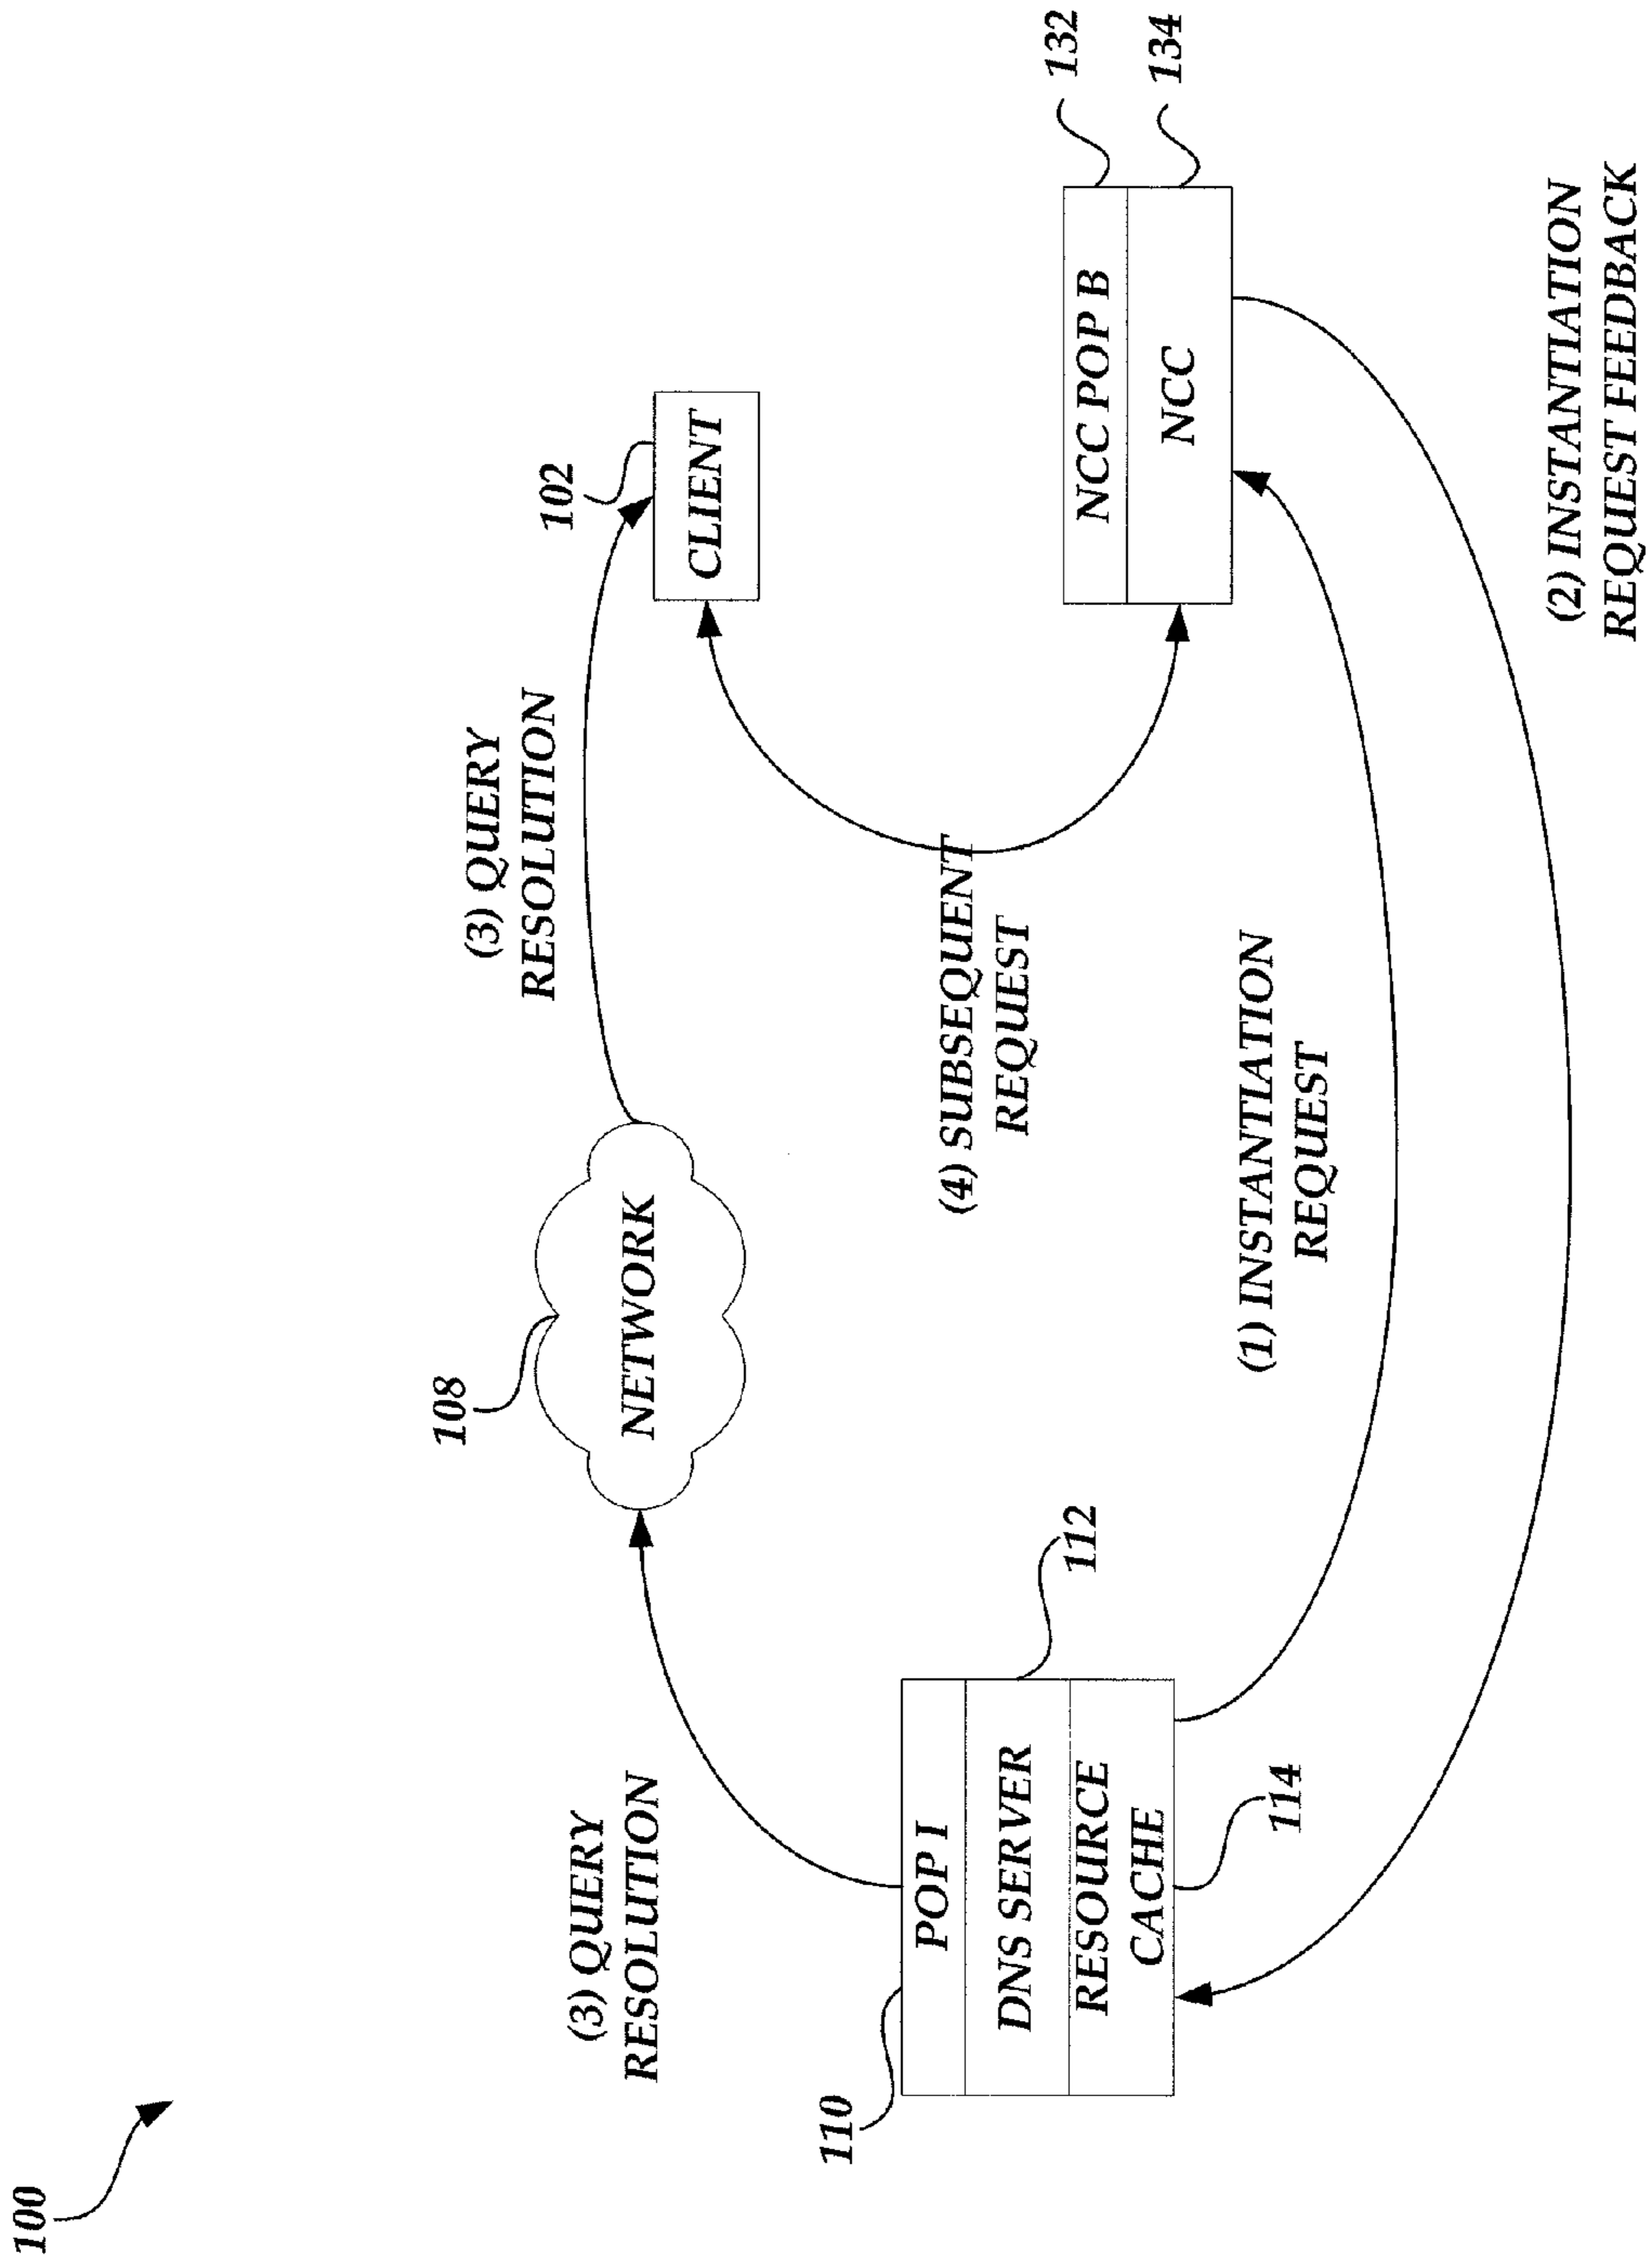 100
(3) QUERY
RESOLUTION
108
NETWORK
(3) QUERY
RESOLUTION
102
CLIENT
110
POP I
DNS SERVER
RESOURCE
CACHE
112
114
(4) SUBSEQUENT
REQUEST
NCC POP B
NCC
132
134
(1) INSTANTIATION
REQUEST
(2) INSTANTIATION
REQUEST FEEDBACK